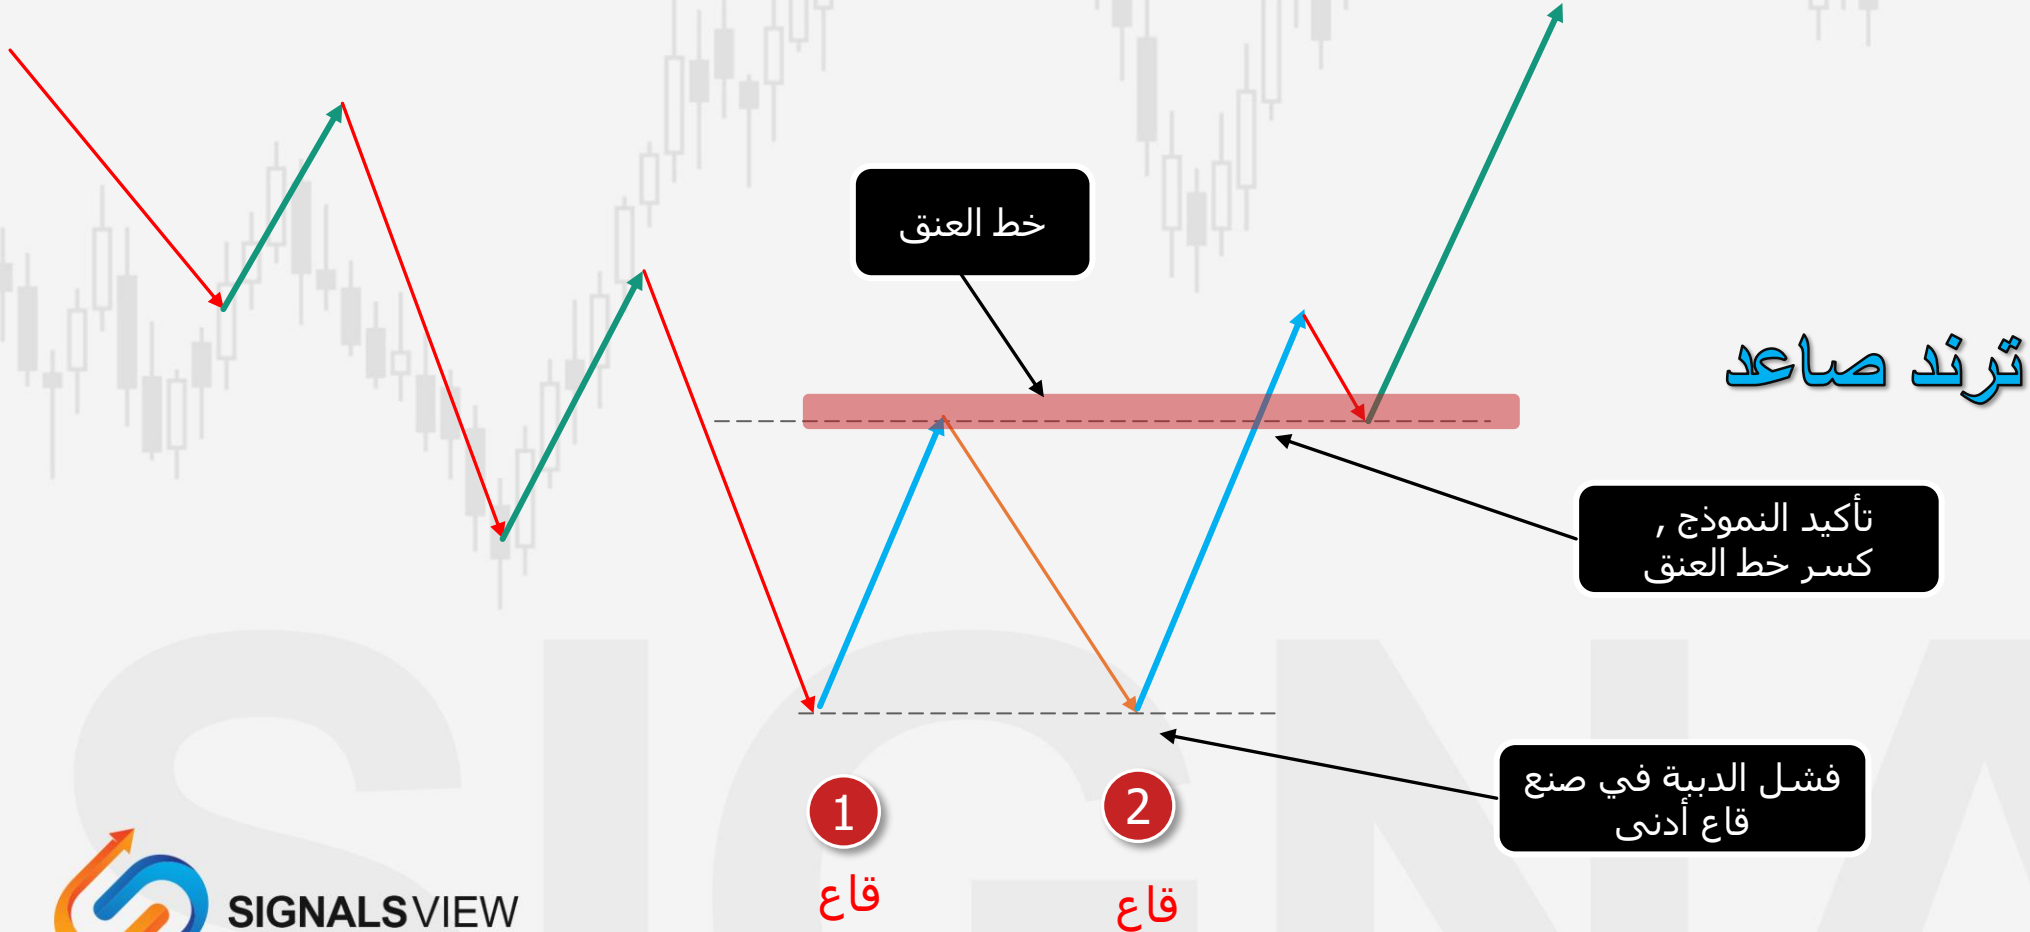 خط العنق
ترند صاعد
تأكيد النموذج ,
كسر خط العنق
فشل الدببة في صنع
قاع أدنى
1
2
قاع
قاع
SIGNALSVIEW